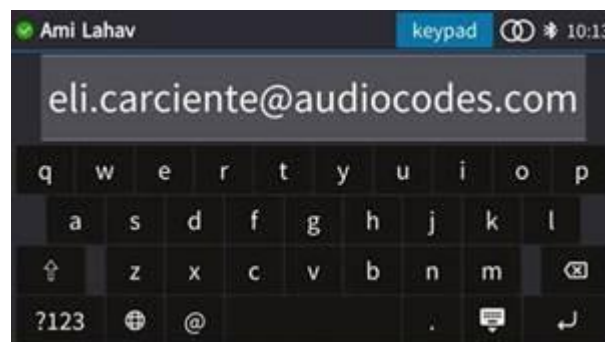 Ami Lahav keypad 10:13
eli.carciente@audiocodes.com
q w e r t y u i o p
a s d f g h j k l
z x c v b n m
?123 @ .